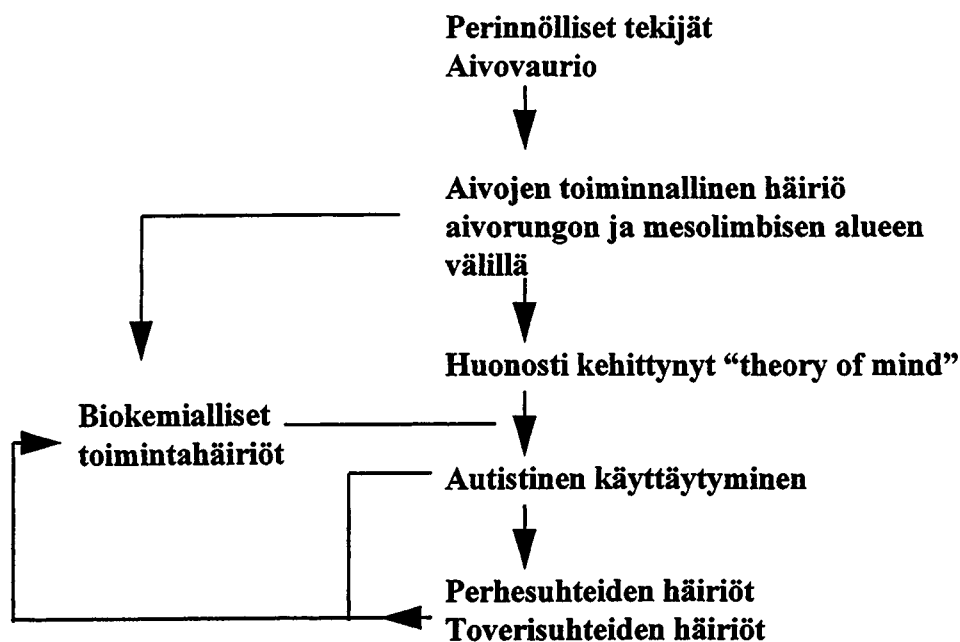 Perinnölliset tekijät
Aivovaurio
Aivojen toiminnallinen häiriö
aivorungon ja mesolimbisen alueen
välillä
Huonosti kehittynyt “theory of mind”
Biokemialliset
toimintahäiriöt
Autistinen käyttäytyminen
Perhesuhteiden häiriöt
Toverisuhteiden häiriöt